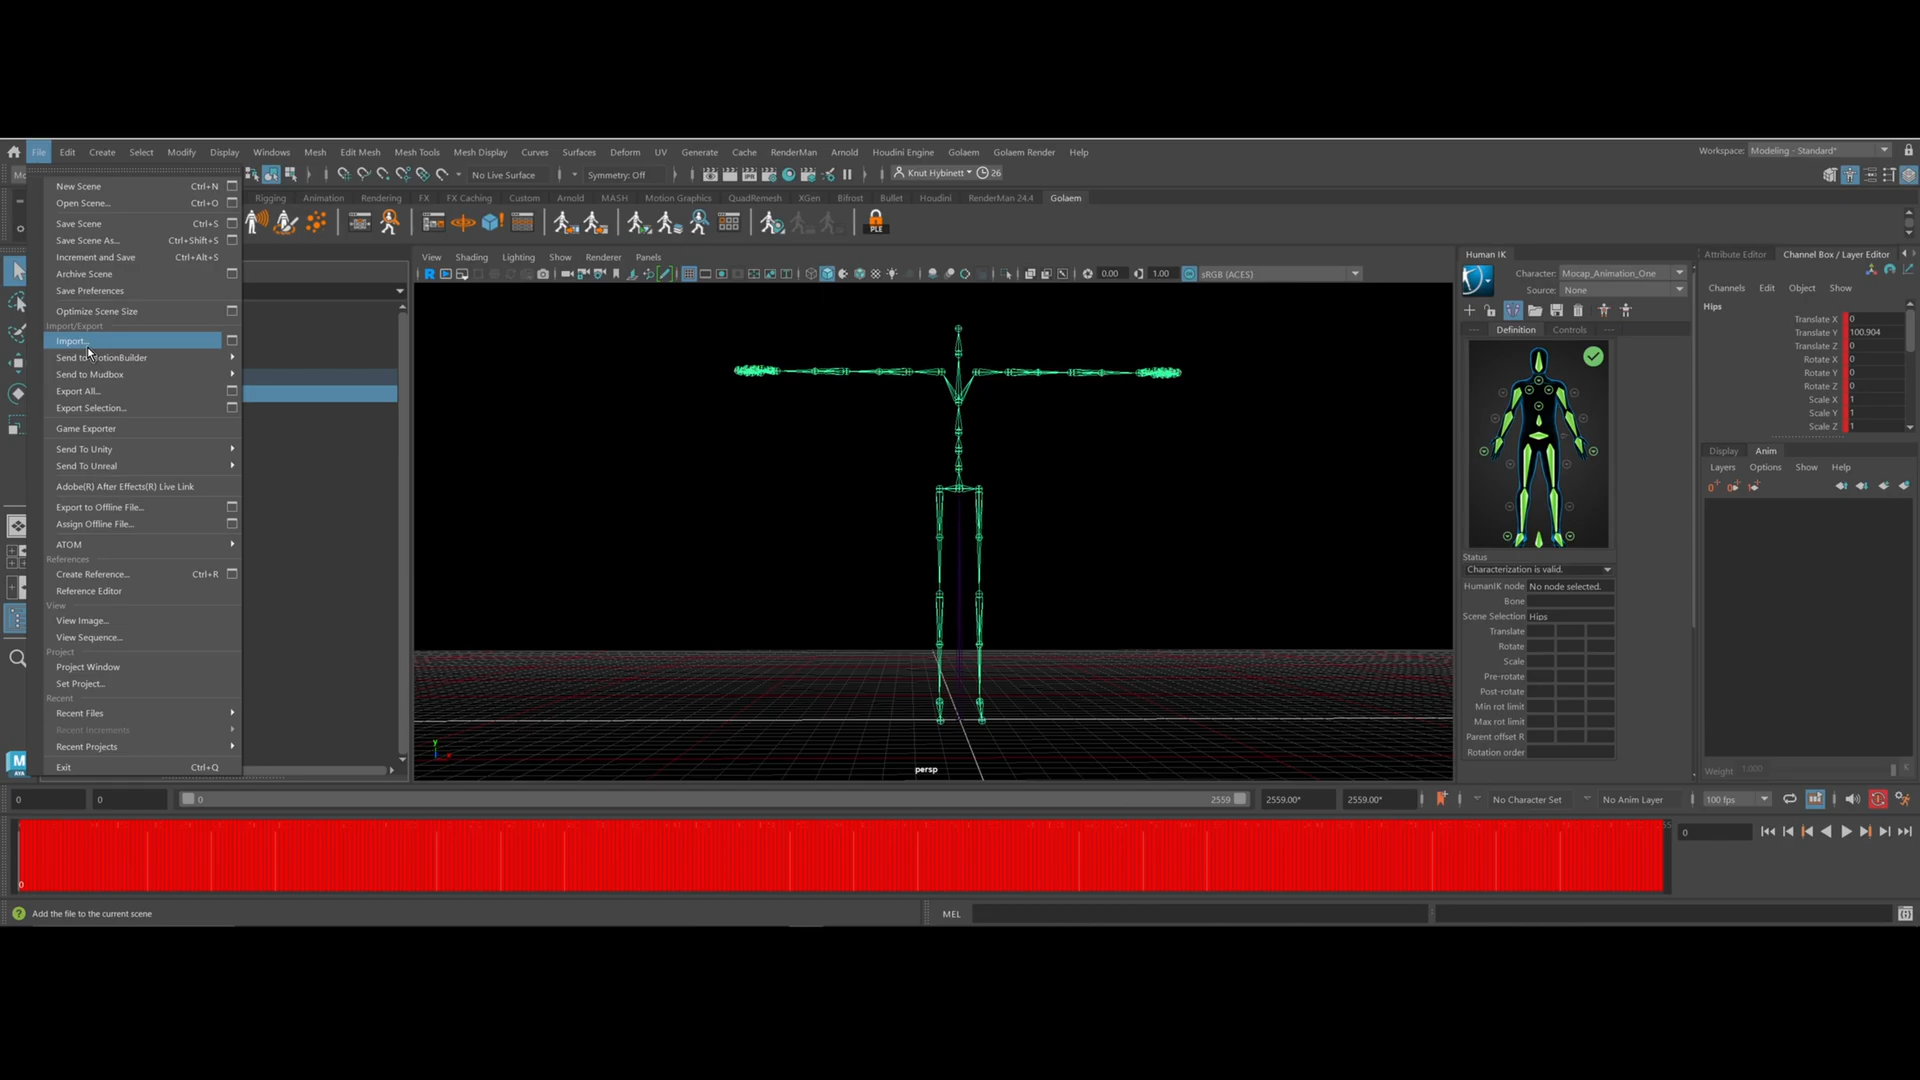 File Edit Create Select Modify Display Windows Mesh Edit Mesh Mesh Tools Mesh Display Curves Surfaces Deform UV Generate Cache RenderMan Arnold Houdini Engine Golaem Golaem Render Help
Workspace: Modeling - Standard*
No Live Surface
Symmetry: Off
Knut Hybinett
26
Rigging Animation Rendering FX FX Caching Custom Arnold MASH Motion Graphics QuadRemesh XGen Bifrost Bullet Houdini RenderMan 24.4 Golaem
PLE
New Scene Ctrl+N
Open Scene... Ctrl+O
Save Scene Ctrl+S
Save Scene As... Ctrl+Shift+S
Increment and Save Ctrl+Alt+S
Archive Scene
Save Preferences
Optimize Scene Size
Import/Export
Import...
Send to MotionBuilder
Send to Mudbox
Export All...
Export Selection...
Game Exporter
Send To Unity
Send To Unreal
Adobe(R) After Effects(R) Live Link
Export to Offline File...
Assign Offline File...
ATOM
References
Create Reference... Ctrl+R
Reference Editor
View
View Image...
View Sequence...
Project
Project Window
Set Project...
Recent
Recent Files
Recent Increments
Recent Projects
Exit Ctrl+Q
View Shading Lighting Show Renderer Panels
0.00 1.00 sRGB (ACES)
y
persp
Human IK
Character: Mocap_Animation_One
Source: None
Definition Controls
Status
Characterization is valid.
HumanIK node No node selected.
Bone
Scene Selection Hips
Translate
Rotate
Scale
Pre-rotate
Post-rotate
Min rot limit
Max rot limit
Parent offset R
Rotation order
Attribute Editor Channel Box / Layer Editor
Channels Edit Object Show
Hips
Translate X 0
Translate Y 100.904
Translate Z 0
Rotate X 0
Rotate Y 0
Rotate Z 0
Scale X 1
Scale Y 1
Scale Z 1
Display Anim
Layers Options Show Help
Weight 1.000
0 0 0 2559 2559.00* 2559.00* No Character Set No Anim Layer 100 fps
0
0
Add the file to the current scene
MEL